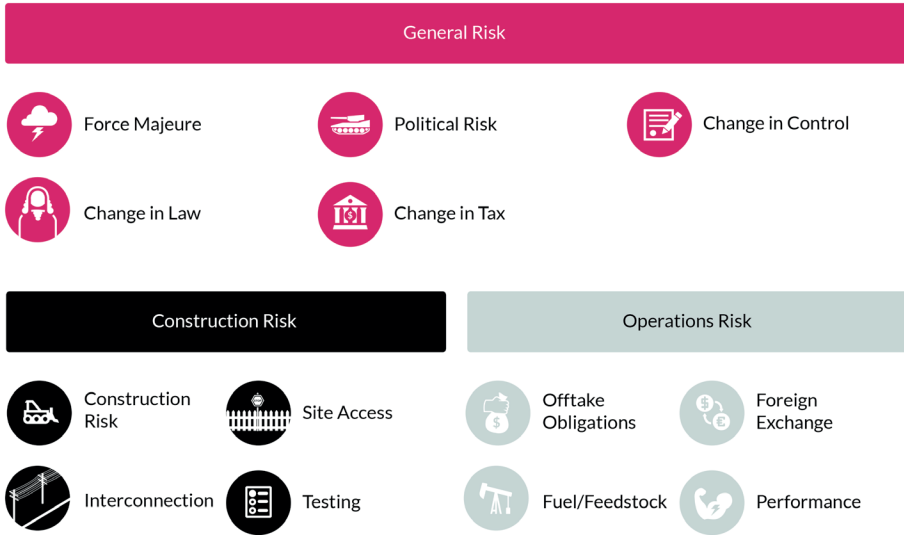 General Risk
Force Majeure
Political Risk
Change in Control
Change in Law
Change in Tax
Construction Risk
Operations Risk
Construction
Risk
Site Access
Offtake
Obligations
Foreign
Exchange
Interconnection
Testing
Fuel/Feedstock
Performance